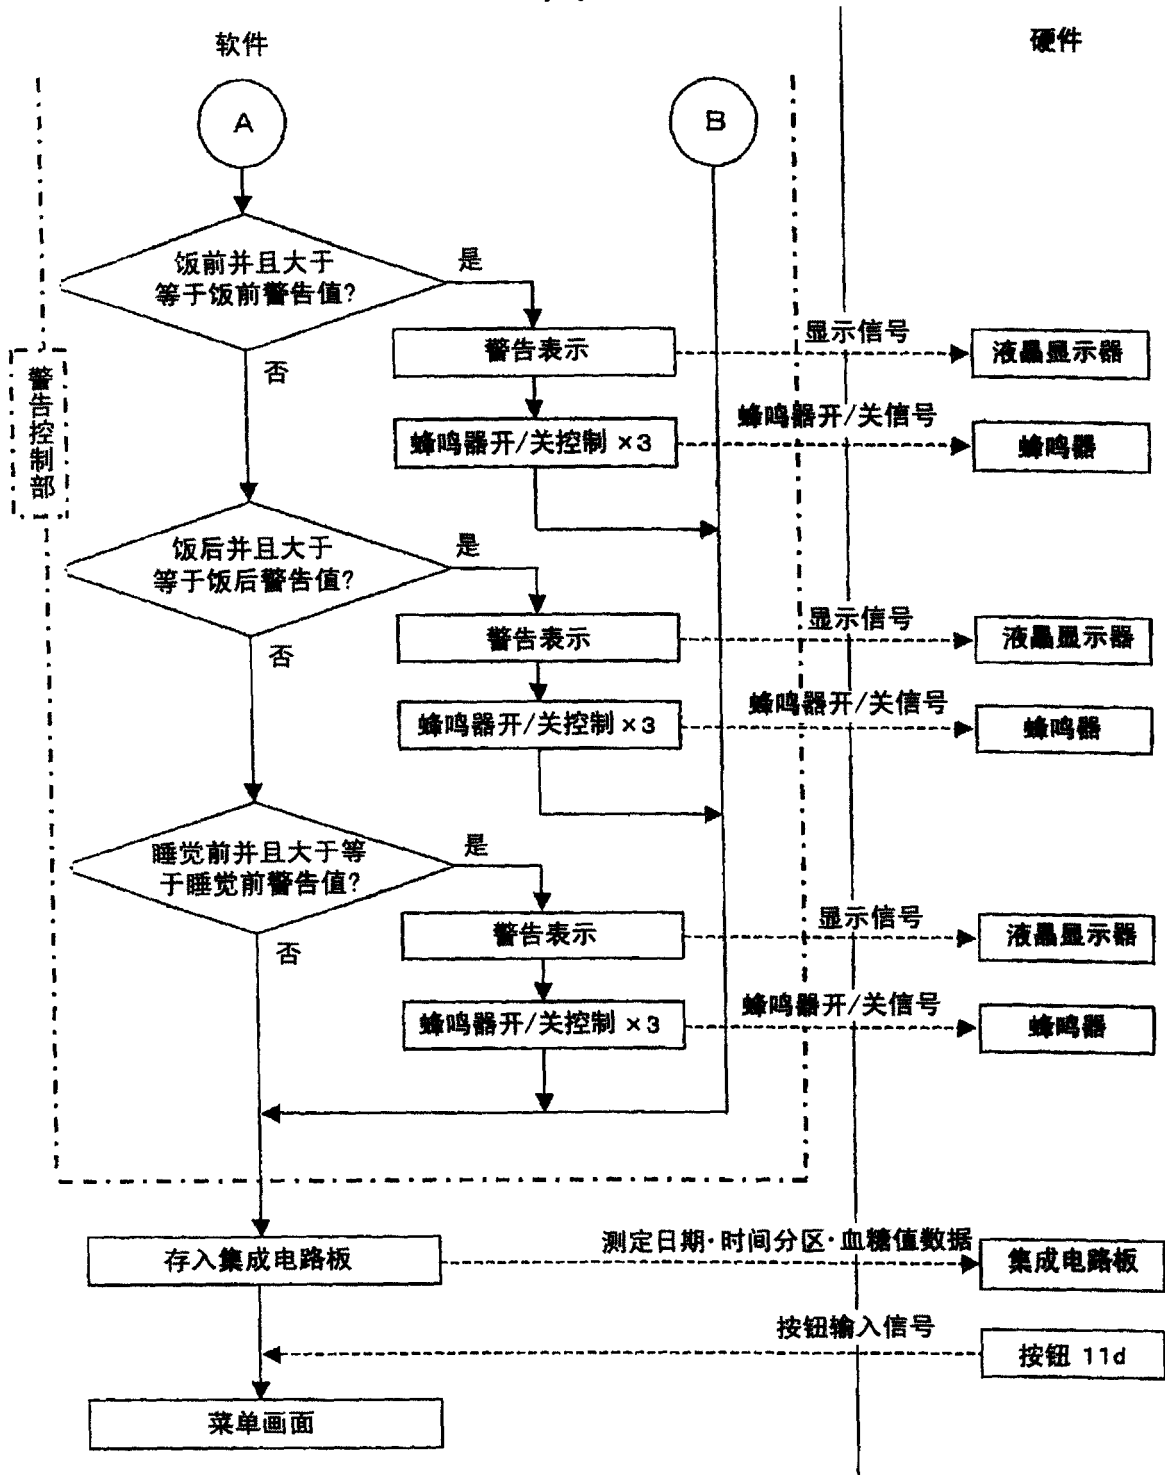 软件
硬件
A
B
饭前并且大于
等于饭前警告值?
是
否
警告表示
显示信号
液晶显示器
蜂鸣器开/关控制 ×3
蜂鸣器开/关信号
蜂鸣器
警告控制部
饭后并且大于
等于饭后警告值?
是
否
警告表示
显示信号
液晶显示器
蜂鸣器开/关控制 ×3
蜂鸣器开/关信号
蜂鸣器
睡觉前并且大于等
于睡觉前警告值?
是
否
警告表示
显示信号
液晶显示器
蜂鸣器开/关控制 ×3
蜂鸣器开/关信号
蜂鸣器
存入集成电路板
测定日期·时间分区·血糖值数据
集成电路板
按钮输入信号
按钮 11d
菜单画面